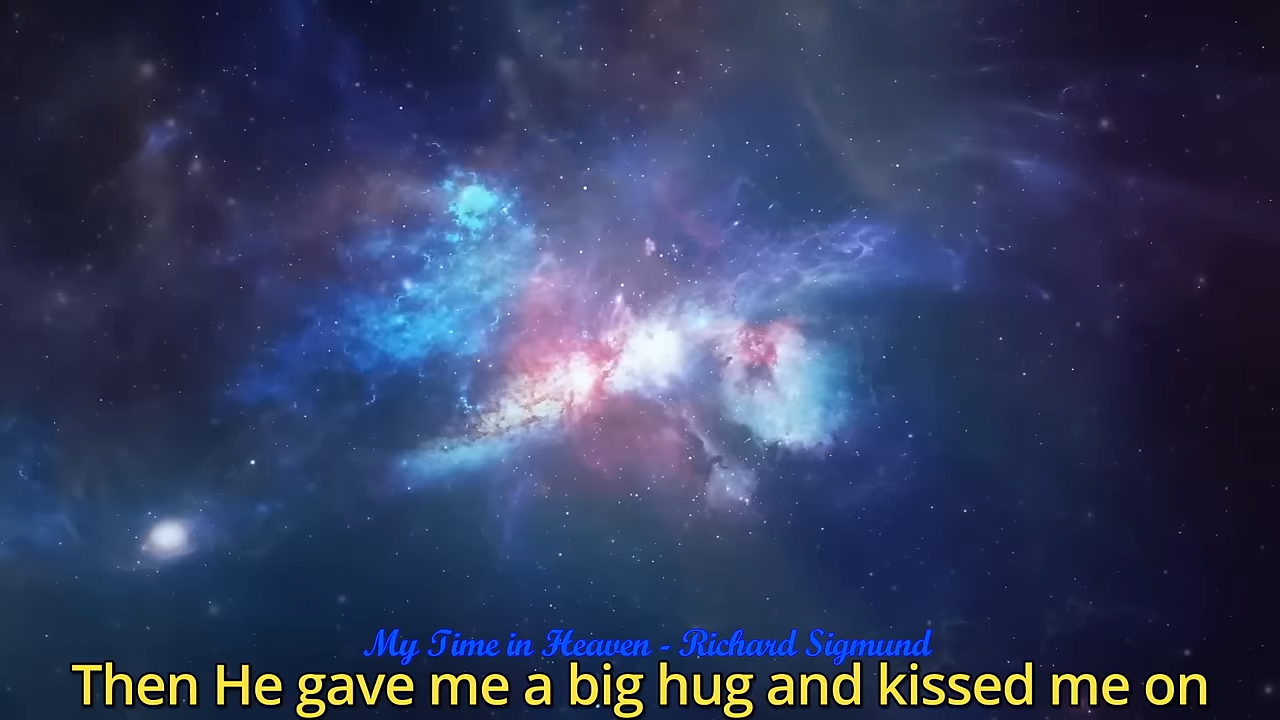 My Time in Heaven - Richard Sigmund
Then He gave me a big hug and kissed me on